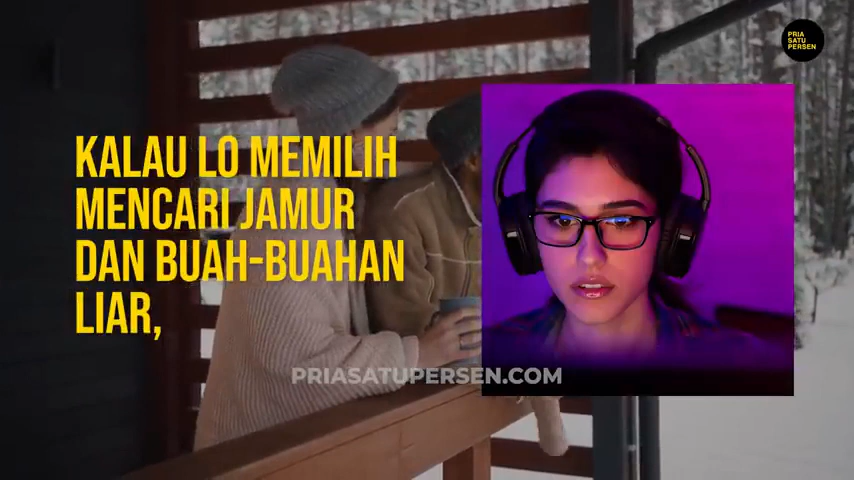 PRIA
SATU
PERSEN
KALAU LO MEMILIH
MENCARI JAMUR
DAN BUAH-BUAHAN
LIAR,
PRIASATUPERSEN.COM